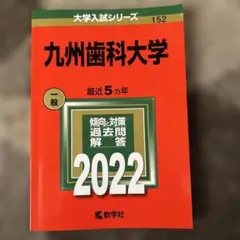 大学入試シリーズ
152
九州歯科大学
一般
最近5カ年
傾向と対策
過去問
解答
2022
教学社